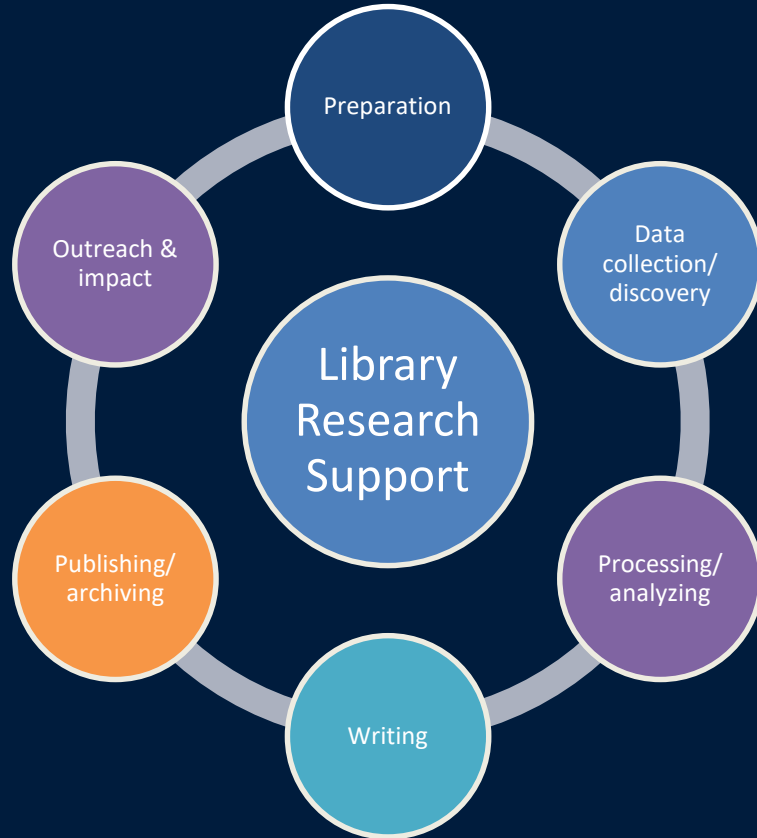 Preparation
Data
collection/
discovery
Outreach &
impact
Library
Research
Support
Processing/
analyzing
Publishing/
archiving
Writing